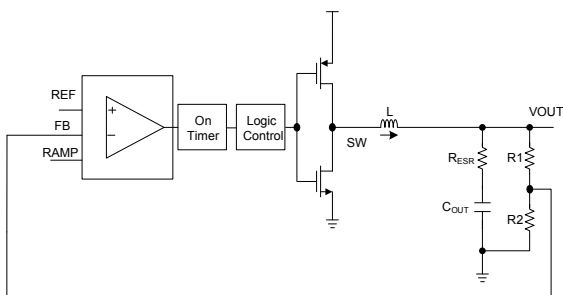 REF
FB
RAMP
+
−
On
Timer
Logic
Control
SW
L
VOUT
RESR
R1
COUT
R2